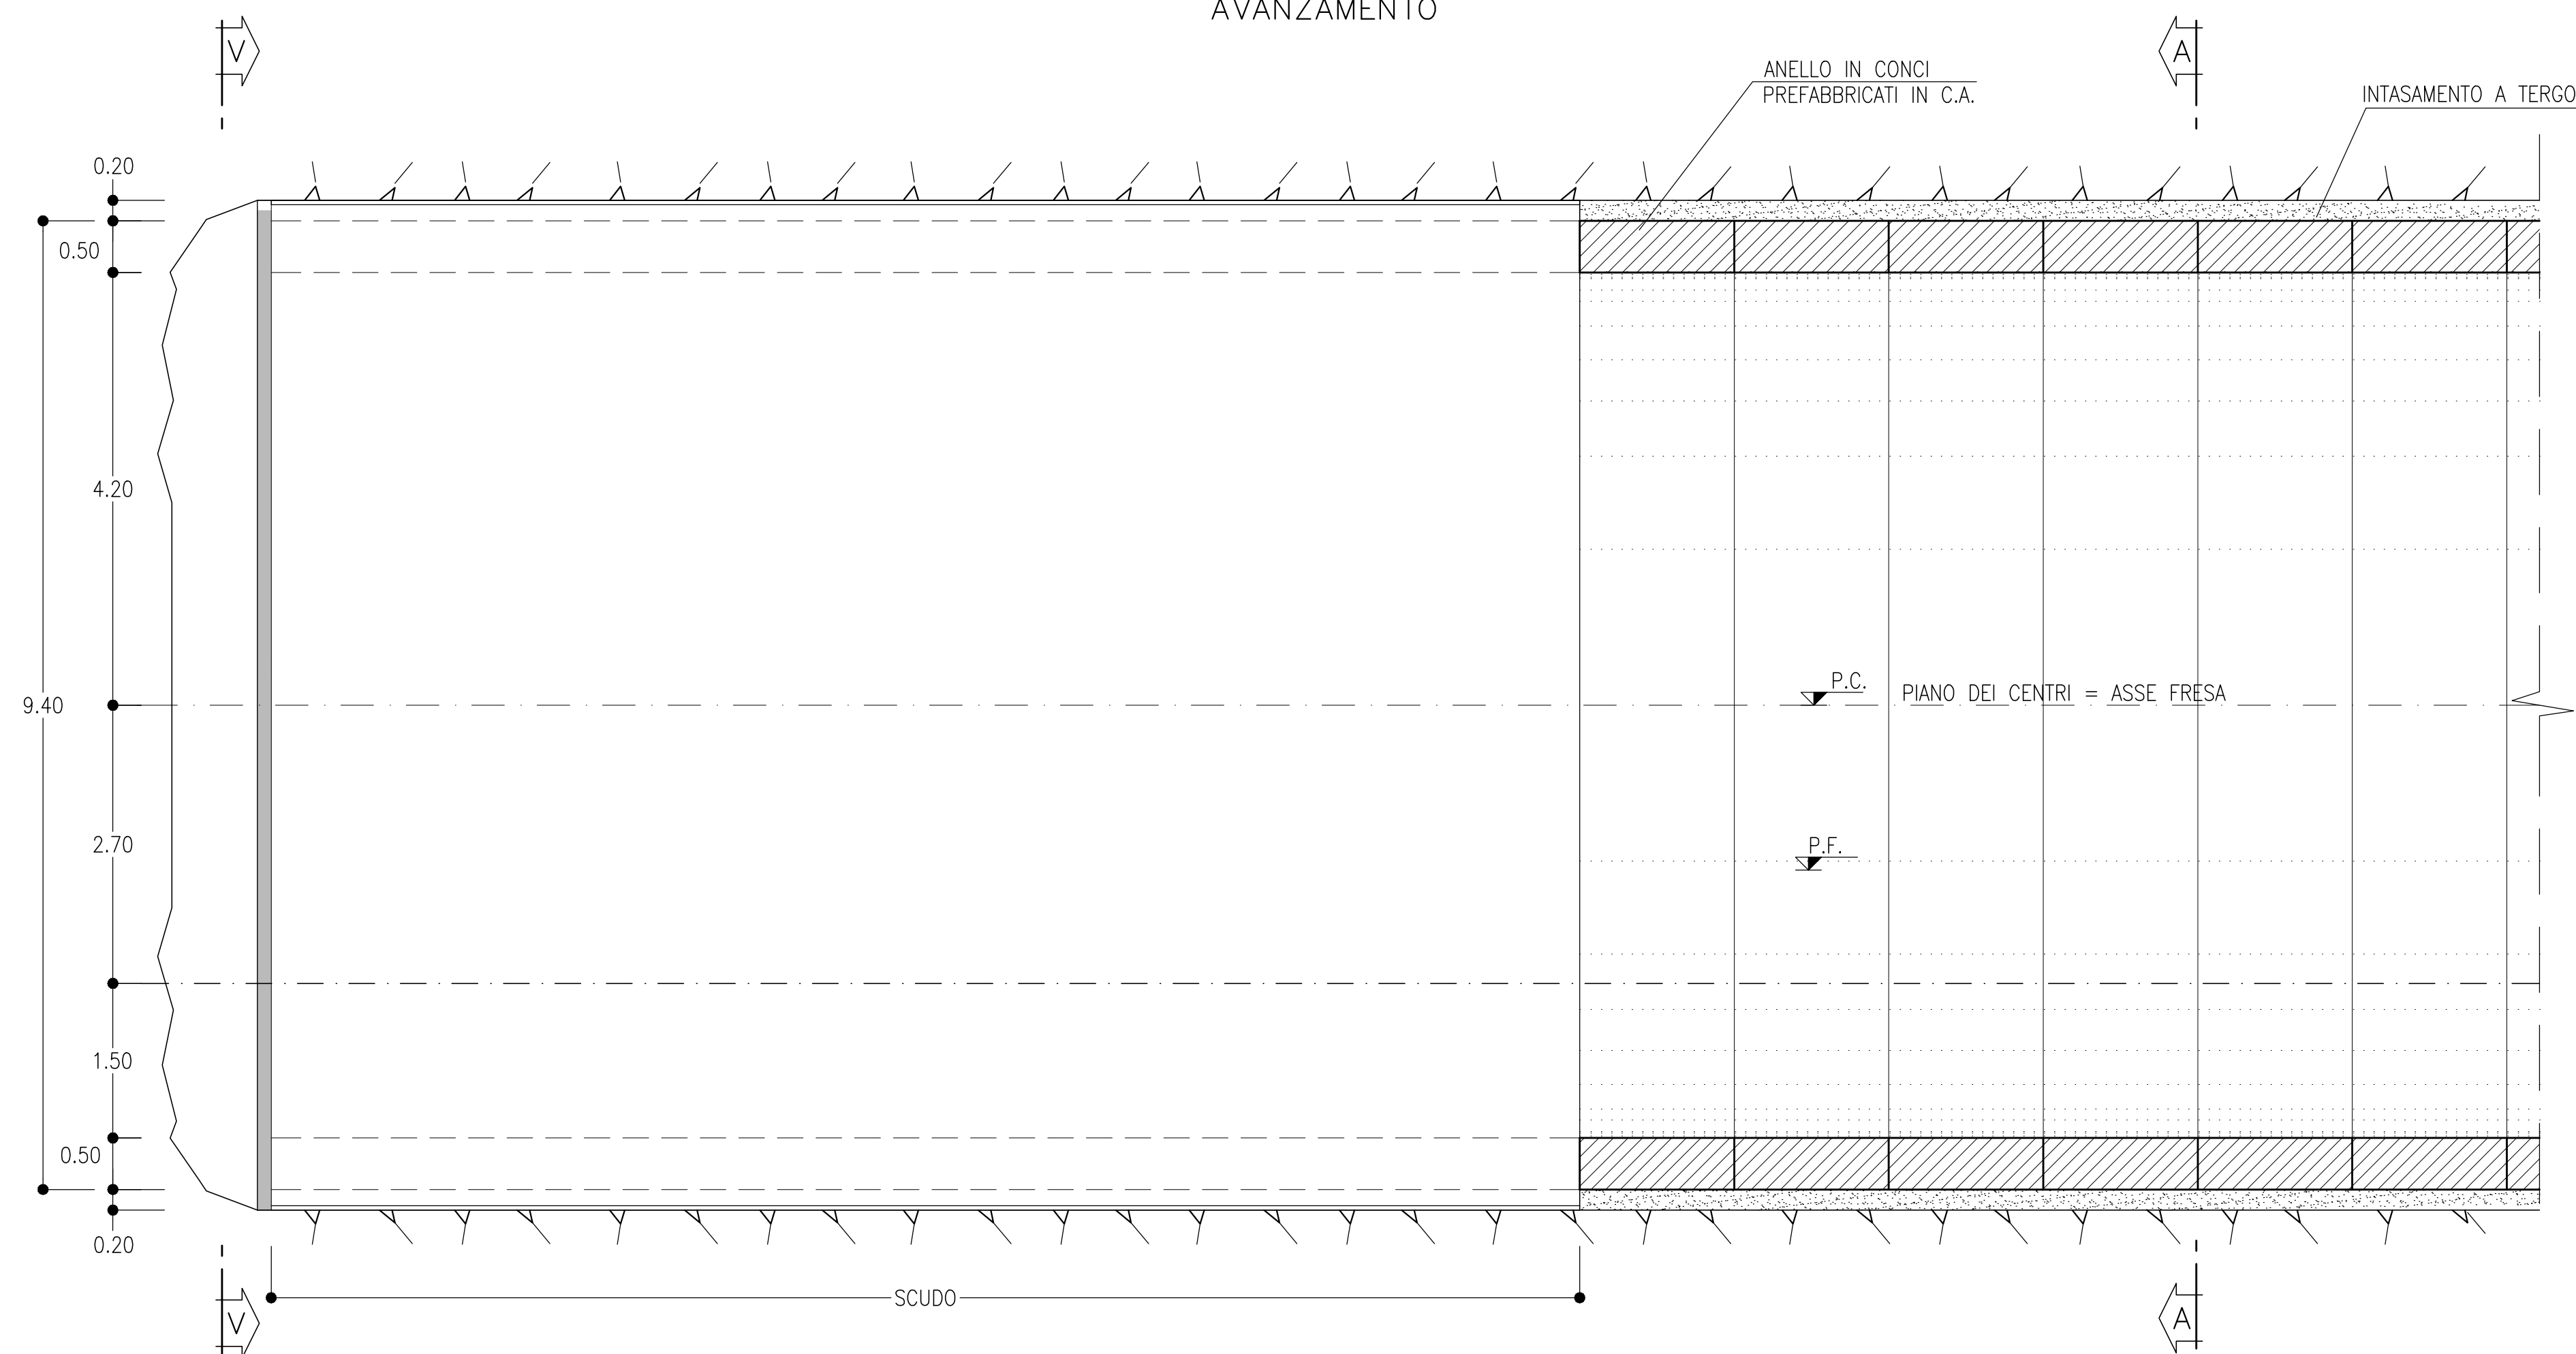 AVANZAMENTO
V
A
ANELLO IN CONCI
PREFABBRICATI IN C.A.
INTASAMENTO A TERGO
0.20
0.50
4.20
9.40
P.C.
PIANO DEI CENTRI = ASSE FRESA
2.70
P.F.
1.50
0.50
0.20
SCUDO
V
A